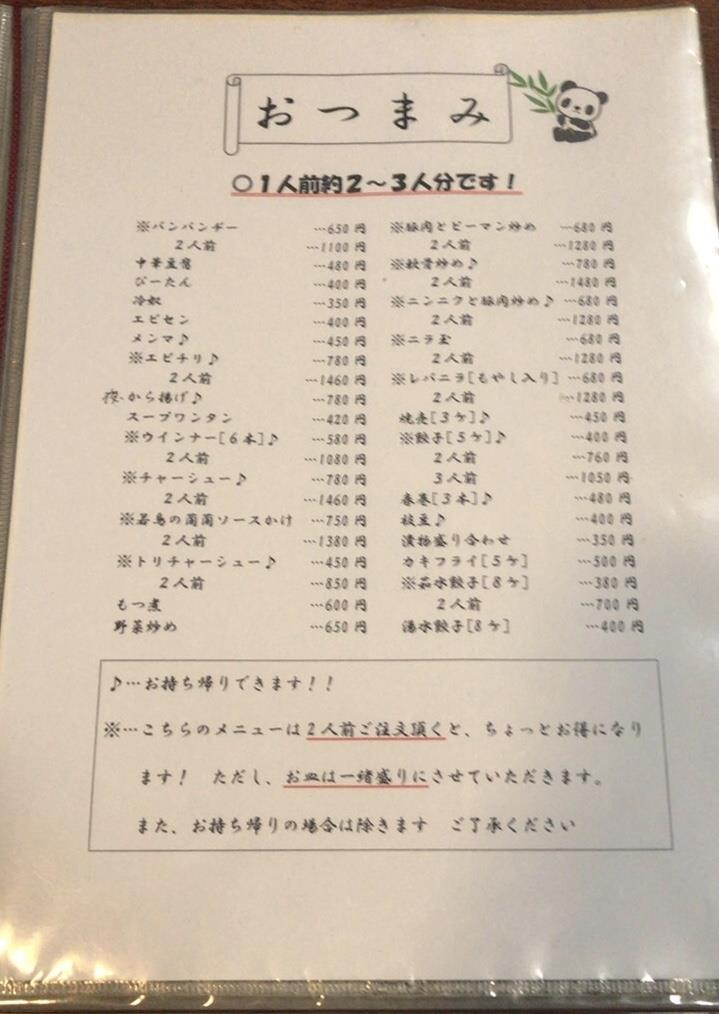 おつまみ
○1人前約2～3人分です！
※バンバンヂー …650円
2人前 …1100円
中華豆腐 …480円
ぴーたん …400円
冷奴 …350円
エビセン …400円
メンマ♪ …450円
※エビチリ♪ …780円
2人前 …1460円
から揚げ♪ …780円
スープワンタン …420円
※ウインナー[6本]♪ …580円
2人前 …1080円
※チャーシュー♪ …780円
2人前 …1460円
※若鳥の薗薗ソースかけ …750円
2人前 …1380円
※トリチャーシュー♪ …450円
2人前 …850円
もつ煮 …600円
野菜炒め …650円
※豚肉とピーマン炒め …680円
2人前 …1280円
※軟骨炒め♪ …780円
2人前 …1480円
※ニンニクと豚肉炒め♪ …680円
2人前 …1280円
※ニラ玉 …680円
2人前 …1280円
※レバニラ[もやし入り] …680円
2人前 …1280円
焼売[3ケ]♪ …450円
※餃子[5ケ]♪ …400円
2人前 …760円
3人前 …1050円
春巻[3本]♪ …480円
枝豆♪ …400円
漬物盛り合わせ …350円
カキフライ[5ケ] …500円
※茹水餃子[8ケ] …380円
2人前 …700円
湯水餃子[8ケ] …400円
♪…お持ち帰りできます！！
※…こちらのメニューは2人前ご注文頂くと、ちょっとお得になり
ます！ ただし、お皿は一緒盛りにさせていただきます。
また、お持ち帰りの場合は除きます ご了承ください